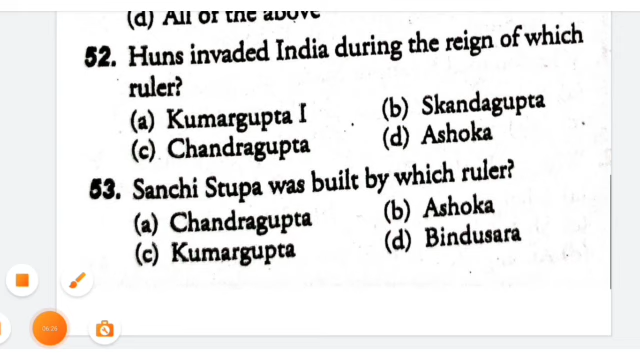 (d) All of the above
52. Huns invaded India during the reign of which
ruler?
(a) Kumargupta I (b) Skandagupta
(c) Chandragupta (d) Ashoka
53. Sanchi Stupa was built by which ruler?
(a) Chandragupta (b) Ashoka
(c) Kumargupta (d) Bindusara